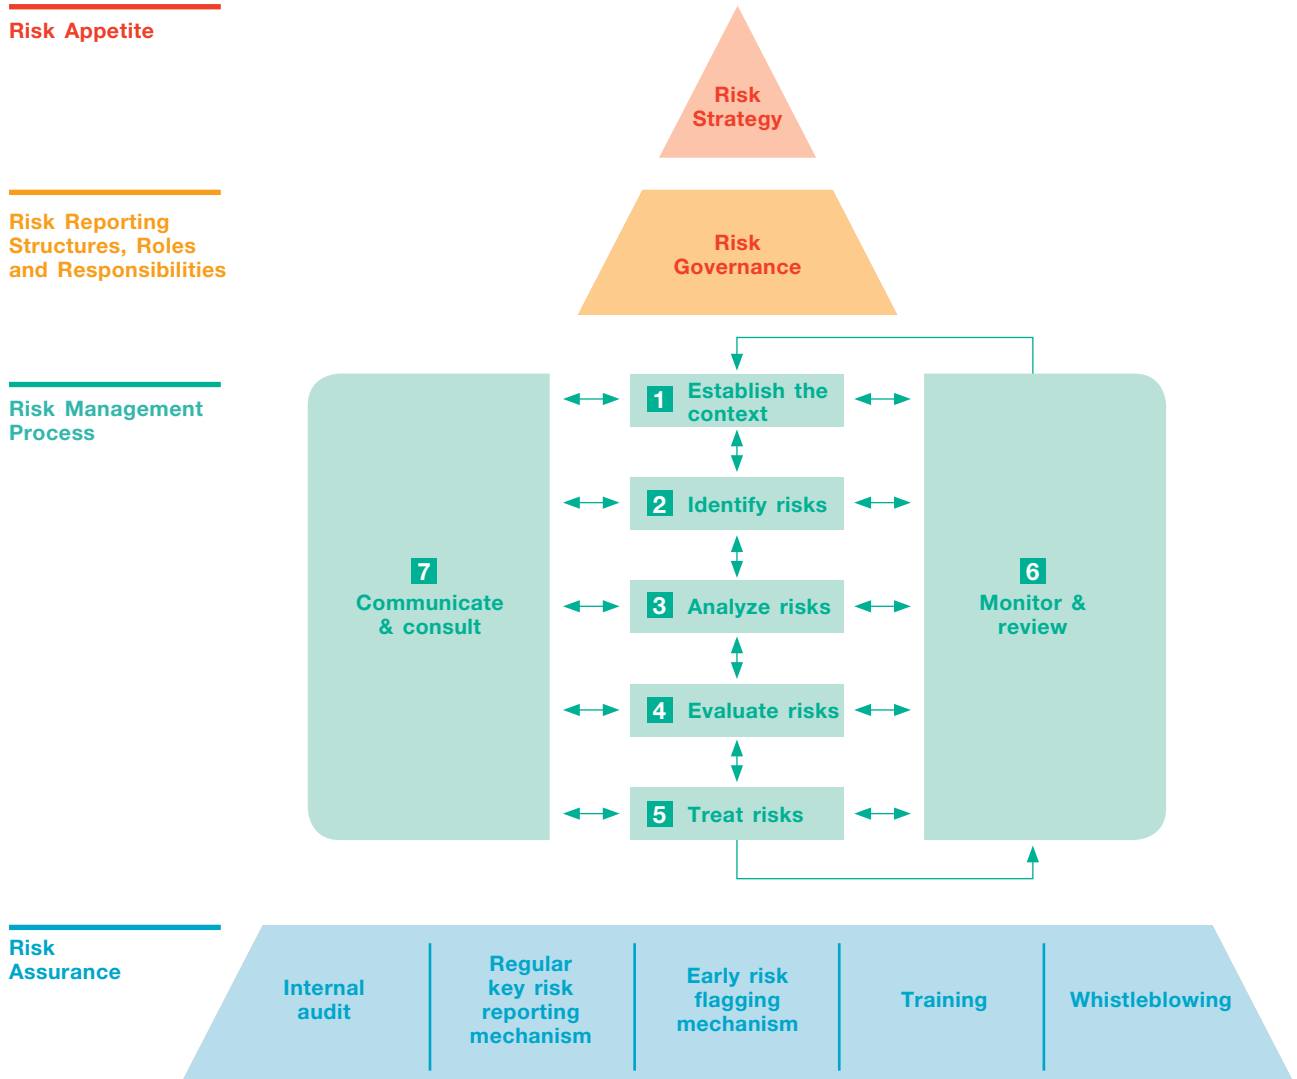 Risk Appetite
Risk
Strategy
Risk Reporting
Structures, Roles
and Responsibilities
Risk
Governance
Risk Management
Process
1 Establish the
context
2 Identify risks
3 Analyze risks
4 Evaluate risks
5 Treat risks
7
Communicate
& consult
6
Monitor &
review
Risk
Assurance
Internal
audit
Regular
key risk
reporting
mechanism
Early risk
flagging
mechanism
Training
Whistleblowing